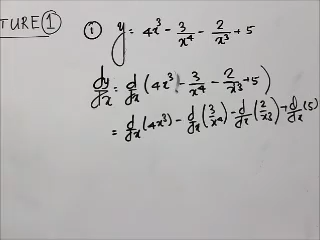 TURE ①
(i) y = 4x³ - 3/x⁴ - 2/x³ + 5
dy/dx = d/dx (4x³ - 3/x⁴ - 2/x³ + 5)
= d/dx (4x³) - d/dx (3/x⁴) - d/dx (2/x³) + d/dx (5)